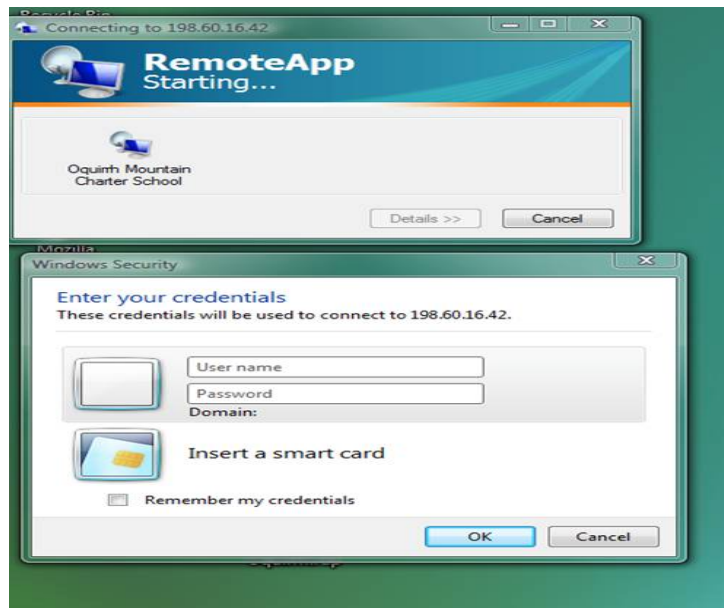 Recycle Bin
Connecting to 198.60.16.42
RemoteApp
Starting...
Oquirrh Mountain
Charter School
Details >>
Cancel
Mozilla
Windows Security
Enter your credentials
These credentials will be used to connect to 198.60.16.42.
User name
Password
Domain:
Insert a smart card
Remember my credentials
OK
Cancel